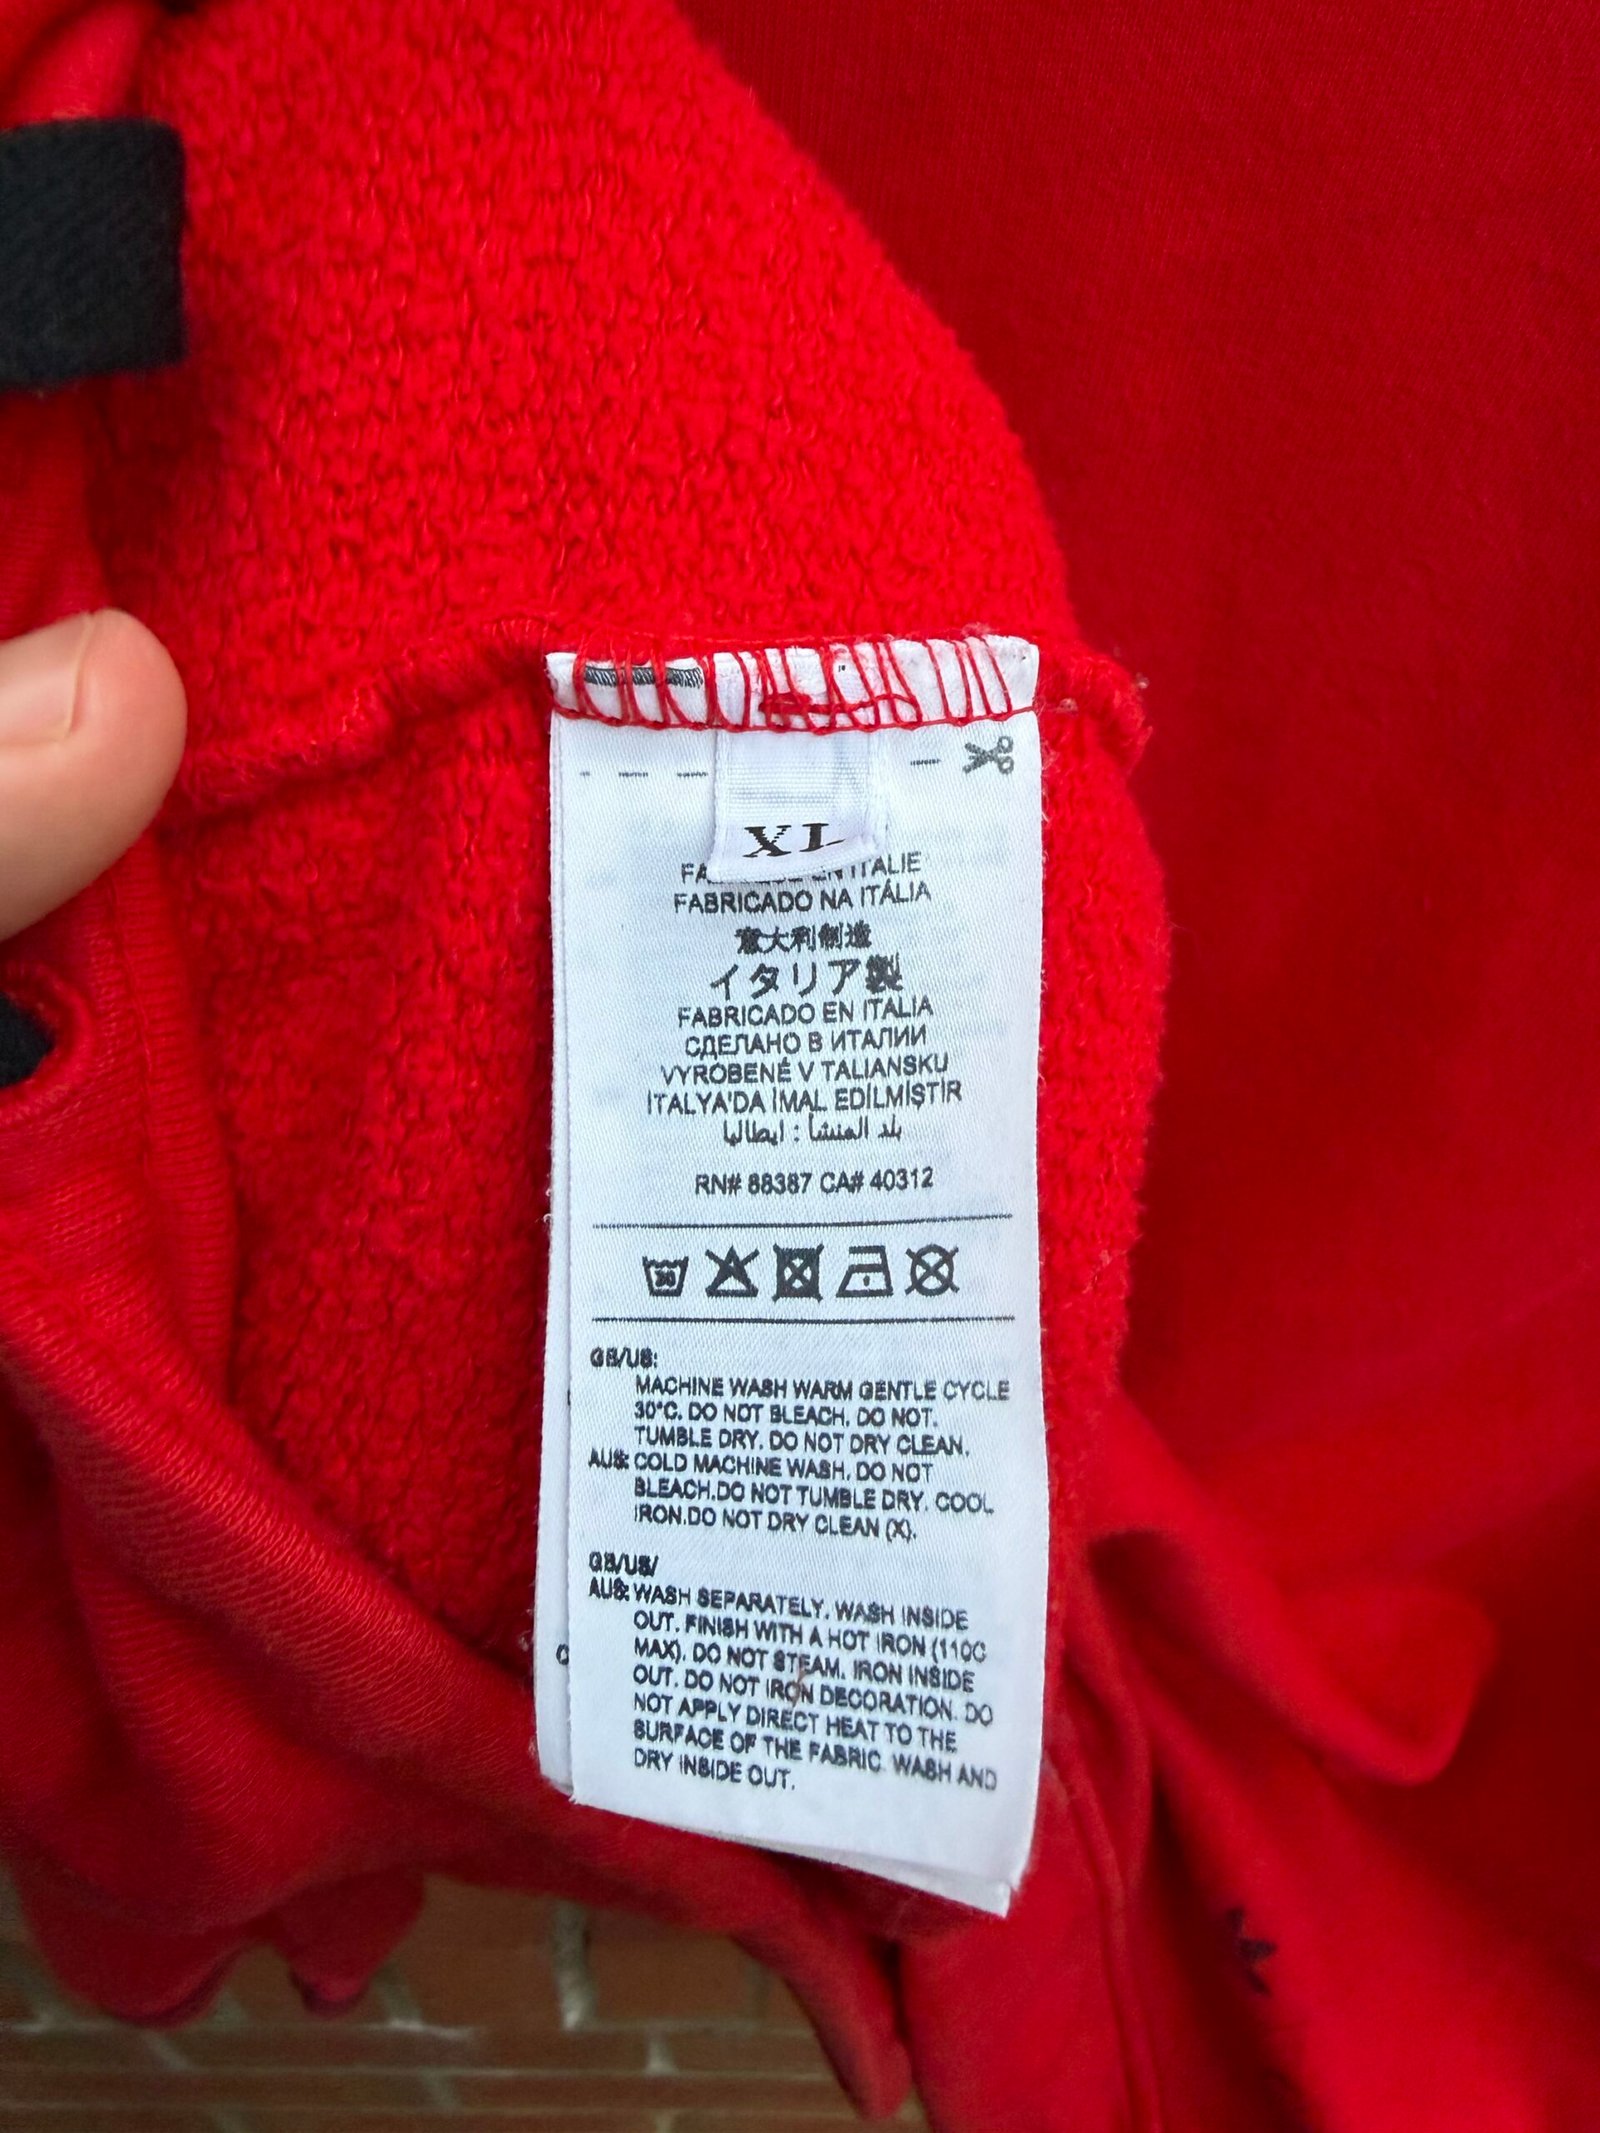 XL
EN ITALIE
FABRICADO NA ITÁLIA
意大利制造
イタリア製
FABRICADO EN ITALIA
СДЕЛАНО В ИТАЛИИ
VYROBENÉ V TALIANSKU
İTALYA'DA İMAL EDİLMİŞTİR
بلد المنشأ : ايطاليا
RN# 88387 CA# 40312
30
GB/US:
MACHINE WASH WARM GENTLE CYCLE
30°C. DO NOT BLEACH. DO NOT.
TUMBLE DRY. DO NOT DRY CLEAN.
AUS: COLD MACHINE WASH. DO NOT
BLEACH.DO NOT TUMBLE DRY. COOL
IRON.DO NOT DRY CLEAN (X).
GB/US/
AUS: WASH SEPARATELY. WASH INSIDE
OUT. FINISH WITH A HOT IRON (110C
MAX). DO NOT STEAM. IRON INSIDE
OUT. DO NOT IRON DECORATION. DO
NOT APPLY DIRECT HEAT TO THE
SURFACE OF THE FABRIC. WASH AND
DRY INSIDE OUT.